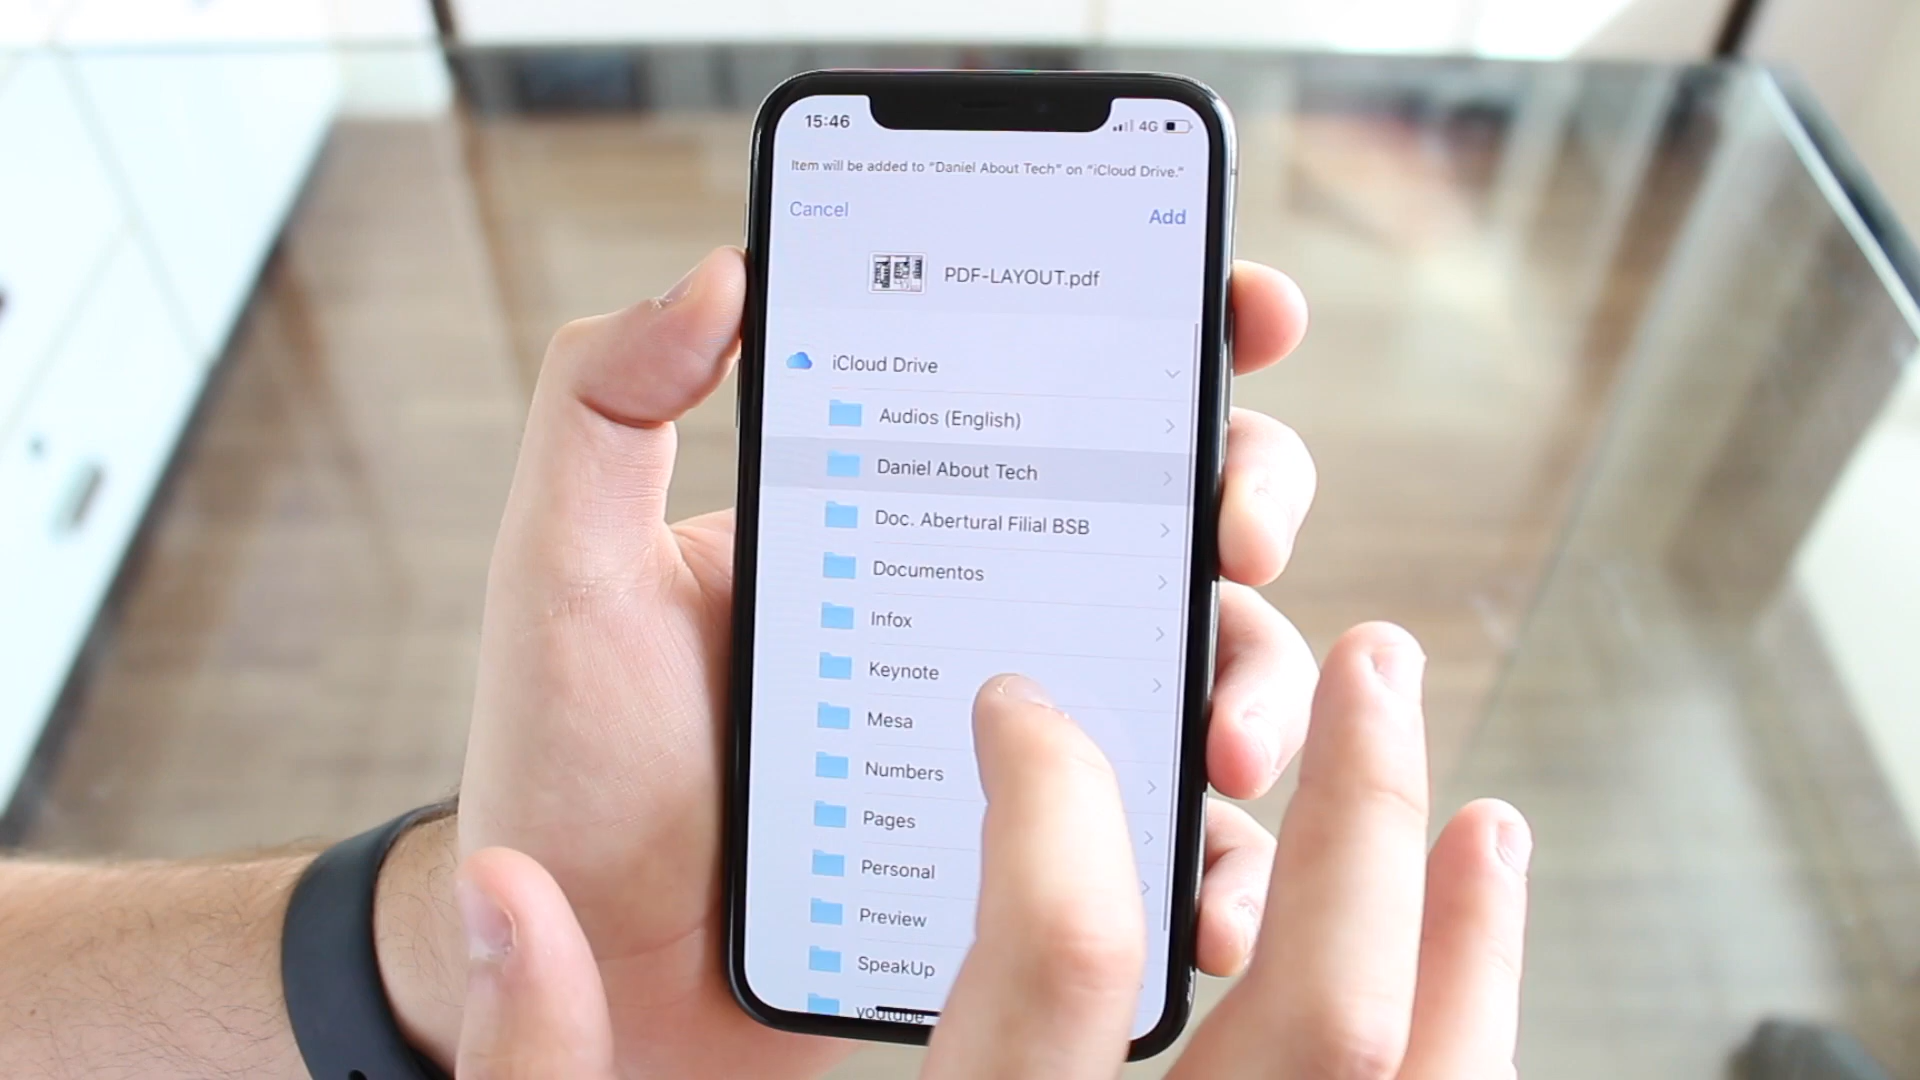 15:46
4G
Item will be added to “Daniel About Tech” on “iCloud Drive.”
Cancel
Add
PDF-LAYOUT.pdf
iCloud Drive
Audios (English)
Daniel About Tech
Doc. Abertural Filial BSB
Documentos
Infox
Keynote
Mesa
Numbers
Pages
Personal
Preview
SpeakUp
youtube